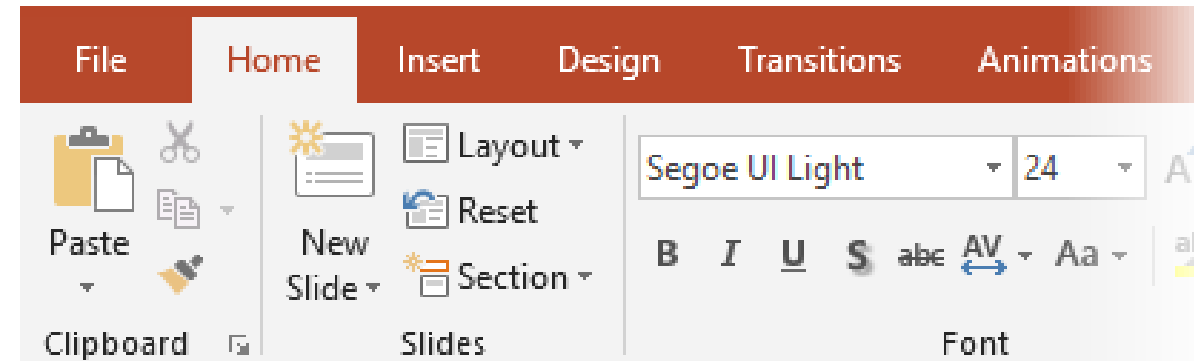 File Home Insert Design Transitions Animations
Layout
Segoe UI Light 24 A
Reset
Paste New Slide
B I U S abc AV Aa
Section
Clipboard Slides Font